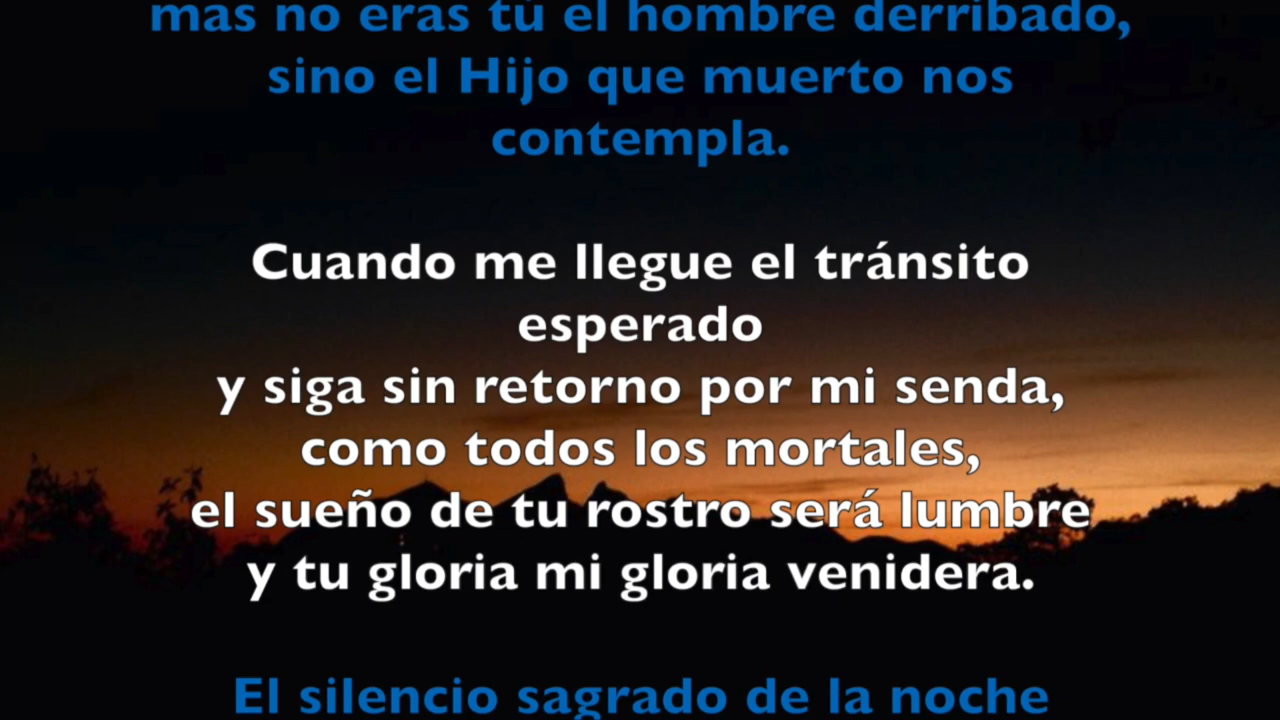 mas no eras tú el hombre derribado,
sino el Hijo que muerto nos
contempla.
Cuando me llegue el tránsito
esperado
y siga sin retorno por mi senda,
como todos los mortales,
el sueño de tu rostro será lumbre
y tu gloria mi gloria venidera.
El silencio sagrado de la noche